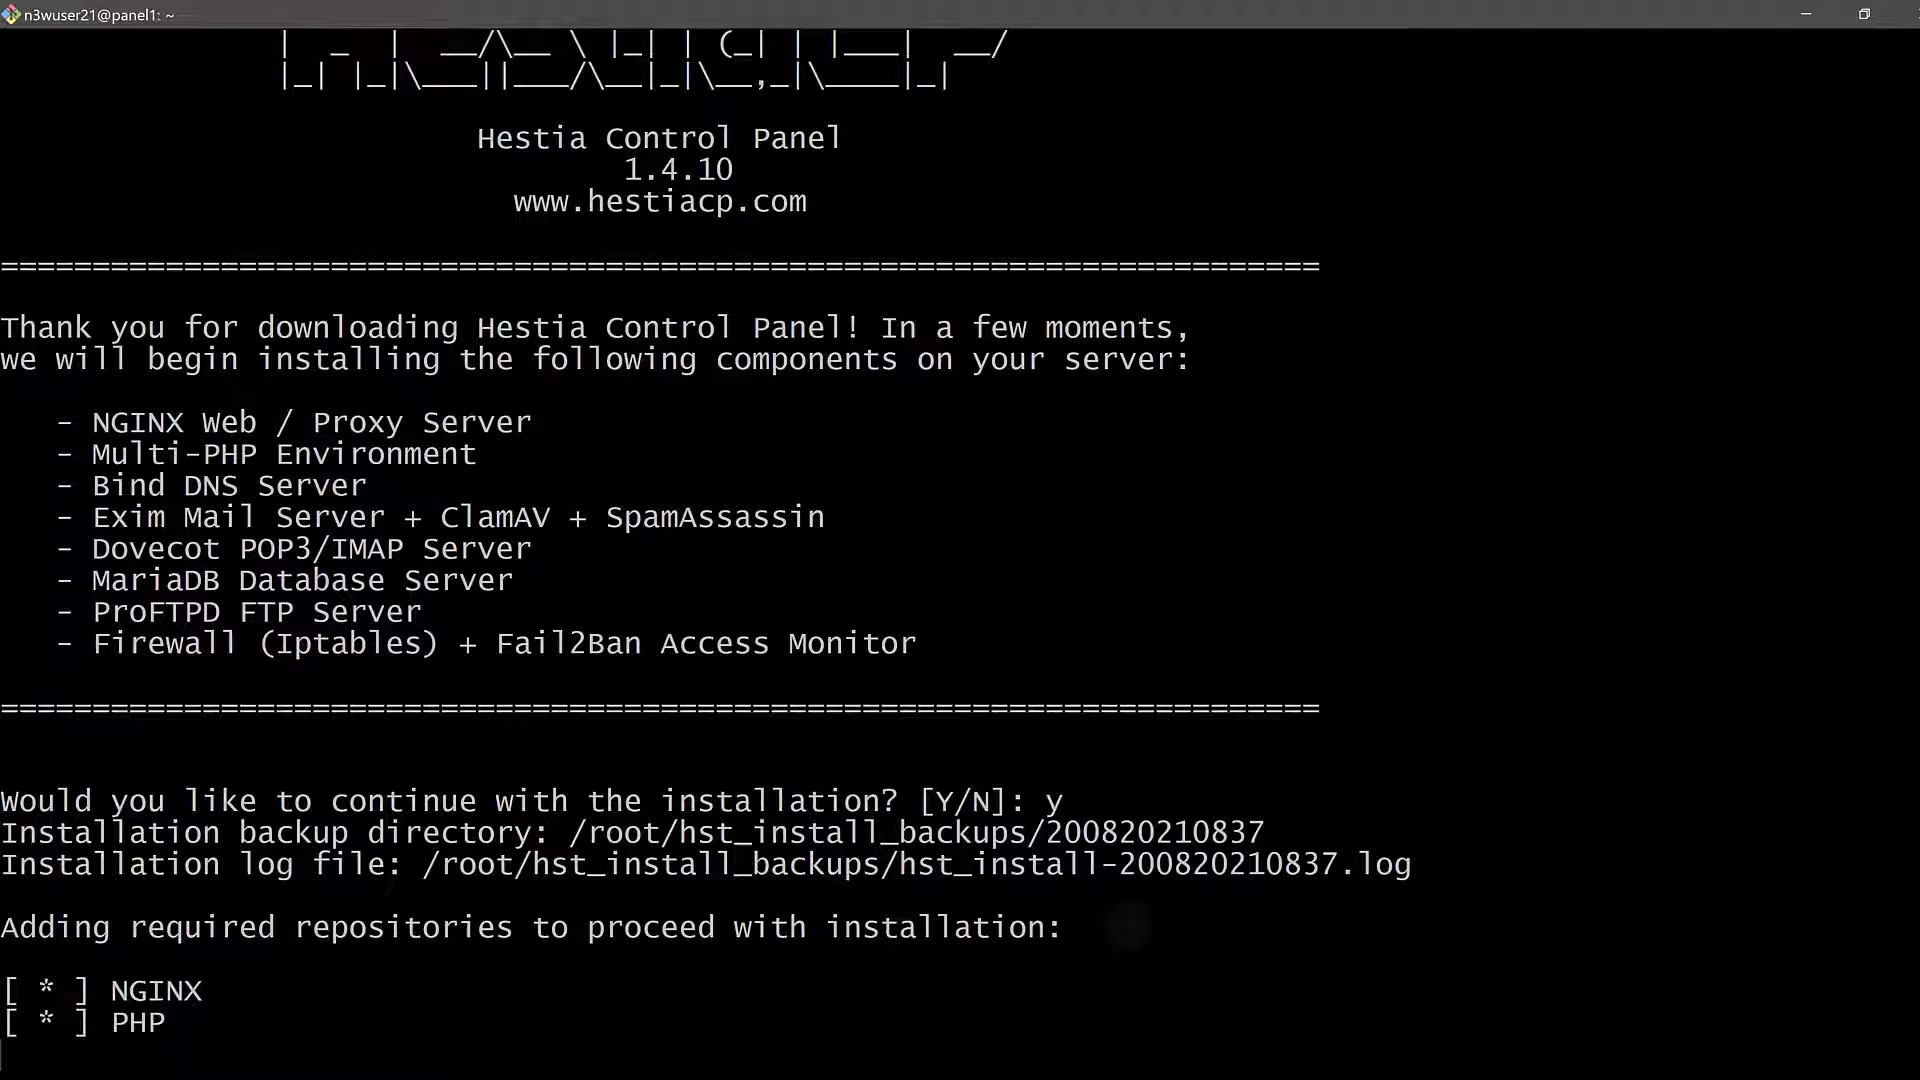 n3wuser21@panel1: ~
Hestia Control Panel
1.4.10
www.hestiacp.com
========================================================================
Thank you for downloading Hestia Control Panel! In a few moments,
we will begin installing the following components on your server:
- NGINX Web / Proxy Server
- Multi-PHP Environment
- Bind DNS Server
- Exim Mail Server + ClamAV + SpamAssassin
- Dovecot POP3/IMAP Server
- MariaDB Database Server
- ProFTPD FTP Server
- Firewall (Iptables) + Fail2Ban Access Monitor
========================================================================
Would you like to continue with the installation? [Y/N]: y
Installation backup directory: /root/hst_install_backups/200820210837
Installation log file: /root/hst_install_backups/hst_install-200820210837.log
Adding required repositories to proceed with installation:
[ * ] NGINX
[ * ] PHP